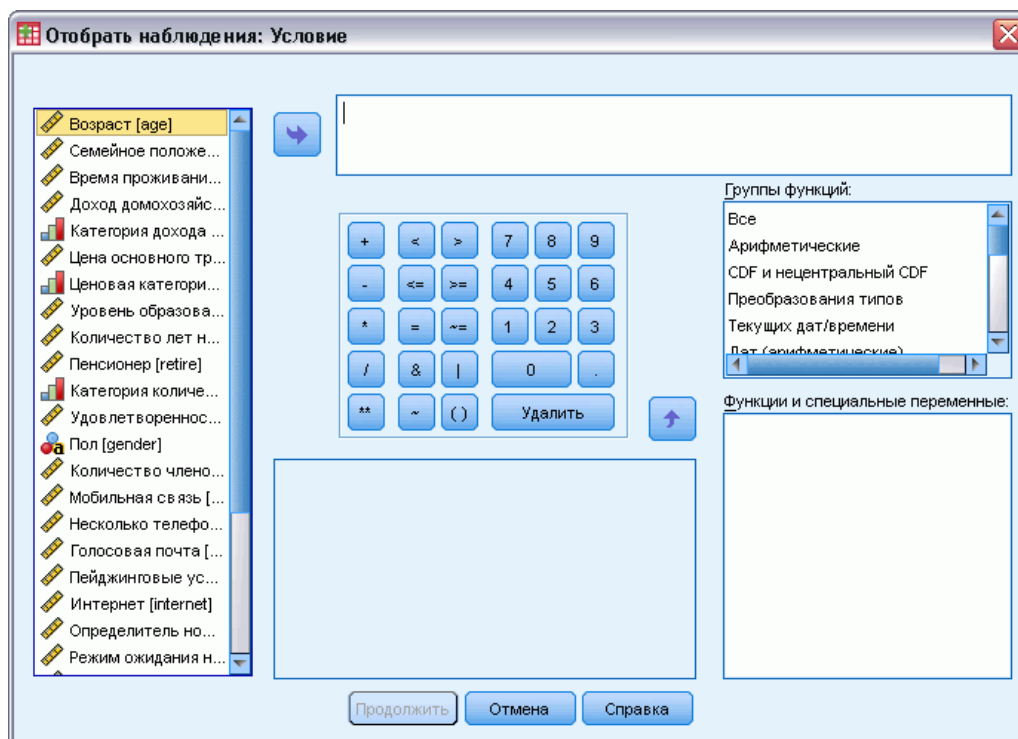 Отобрать наблюдения: Условие
Возраст [age]
Семейное положе...
Время проживани...
Доход домохозяйс...
Категория дохода ...
Цена основного тр...
Ценовая категори...
Уровень образова...
Количество лет н...
Пенсионер [retire]
Категория количе...
Удовлетвореннос...
Пол [gender]
Количество члено...
Мобильная связь [...
Несколько телефо...
Голосовая почта [...
Пейджинговые ус...
Интернет [internet]
Определитель но...
Режим ожидания н...
+ < > 7 8 9
- <= >= 4 5 6
* = ~= 1 2 3
/ & | 0 .
** ~ ( ) Удалить
Группы функций:
Все
Арифметические
CDF и нецентральный CDF
Преобразования типов
Текущих дат/времени
Дат (арифметические)
Функции и специальные переменные:
Продолжить Отмена Справка